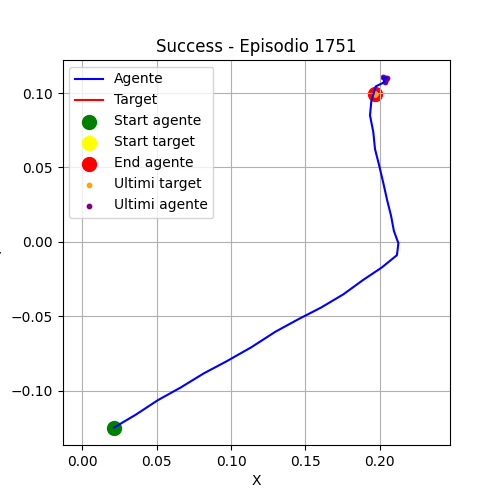 Success - Episodio 1751
Agente
Target
Start agente
Start target
End agente
Ultimi target
Ultimi agente
0.10
0.05
0.00
−0.05
−0.10
0.00
0.05
0.10
0.15
0.20
X